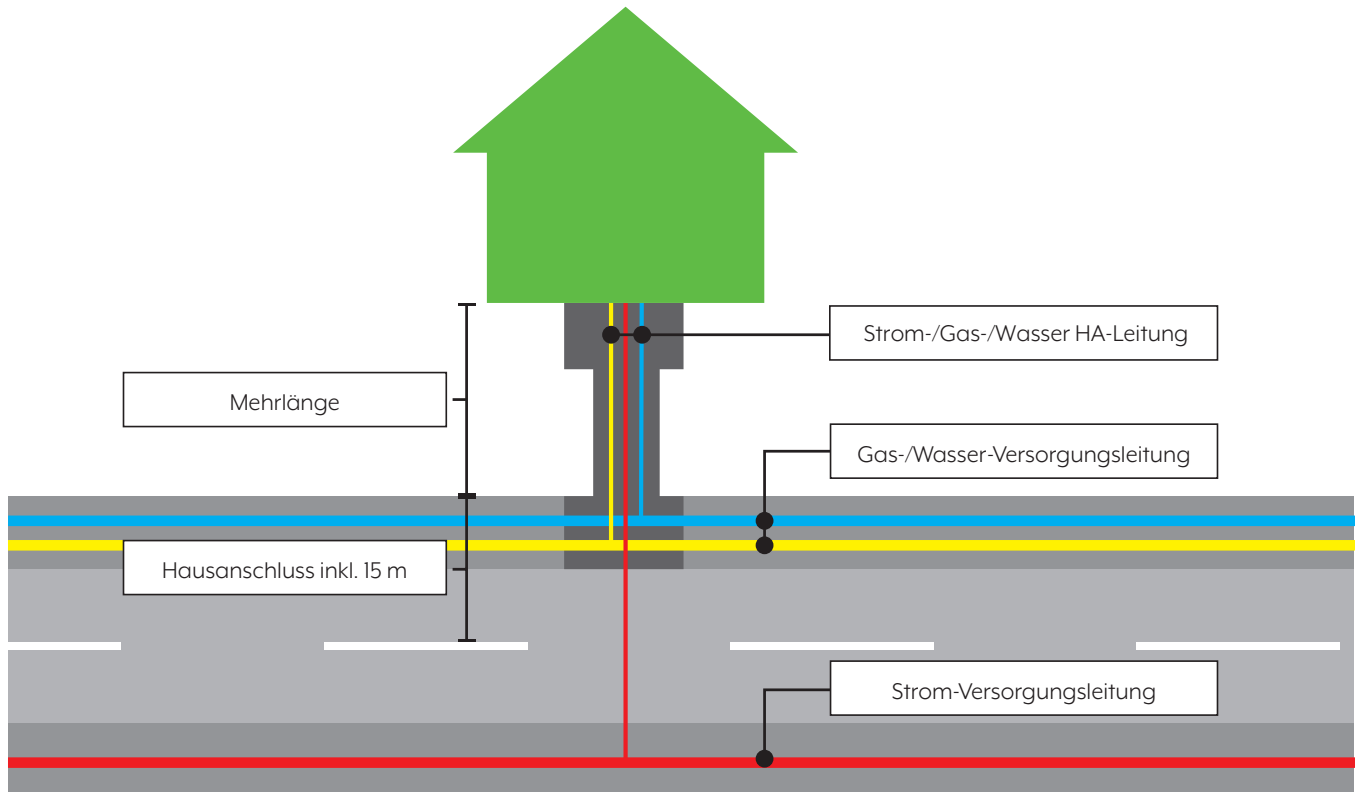 Strom-/Gas-/Wasser HA-Leitung
Mehrlänge
Gas-/Wasser-Versorgungsleitung
Hausanschluss inkl. 15 m
Strom-Versorgungsleitung